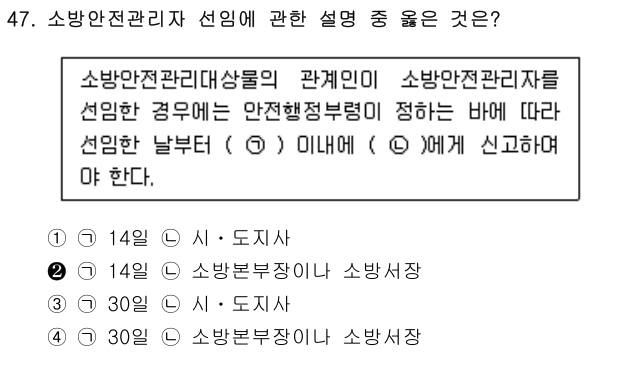 47. 소방안전관리자 선임에 관한 설명 중 옳은 것은?
소방안전관리대상물의 관계인이 소방안전관리자를
선임한 경우에는 안전행정부령이 정하는 바에 따라
선임한 날부터 ( ㉠ ) 이내에 ( ㉡ )에게 신고하여
야 한다.
① ㉠ 14일 ㉡ 시・도지사
❷ ㉠ 14일 ㉡ 소방본부장이나 소방서장
③ ㉠ 30일 ㉡ 시・도지사
④ ㉠ 30일 ㉡ 소방본부장이나 소방서장